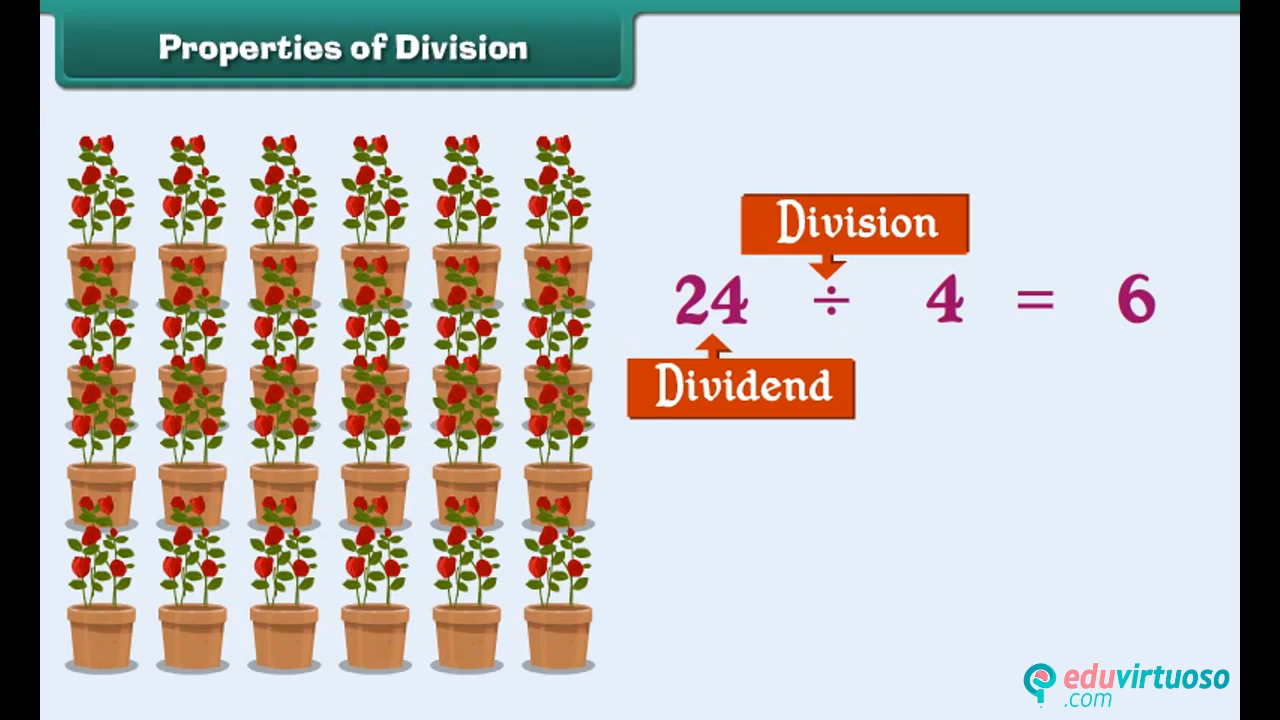 Properties of Division
Division
24 ÷ 4 = 6
Dividend
eduvirtuoso
.com